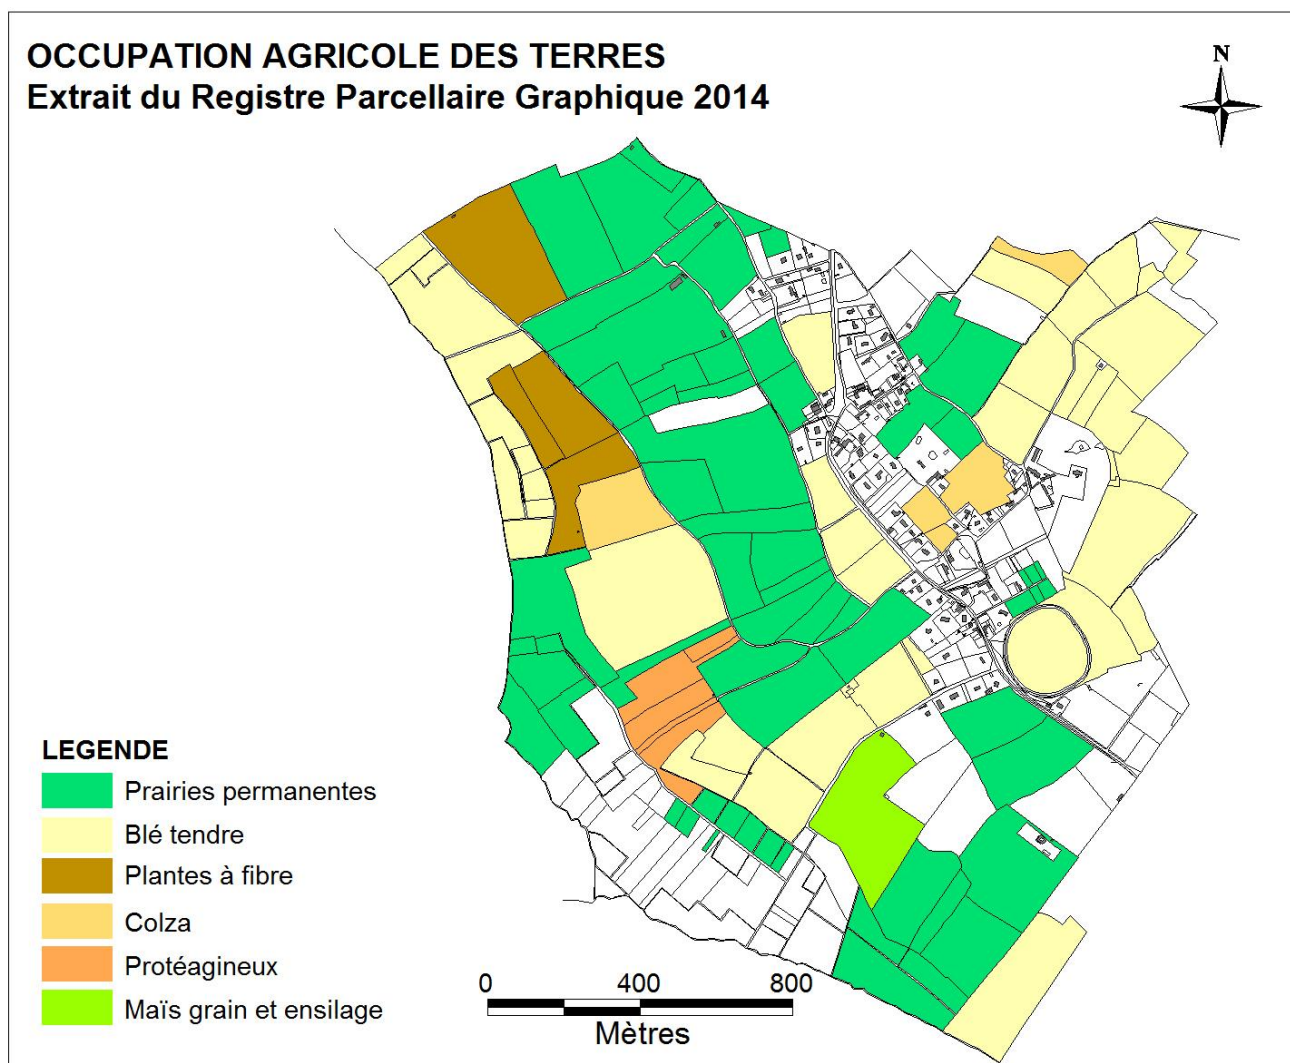 OCCUPATION AGRICOLE DES TERRES
Extrait du Registre Parcellaire Graphique 2014
N
LEGENDE
Prairies permanentes
Blé tendre
Plantes à fibre
Colza
Protéagineux
Maïs grain et ensilage
0 400 800
Mètres